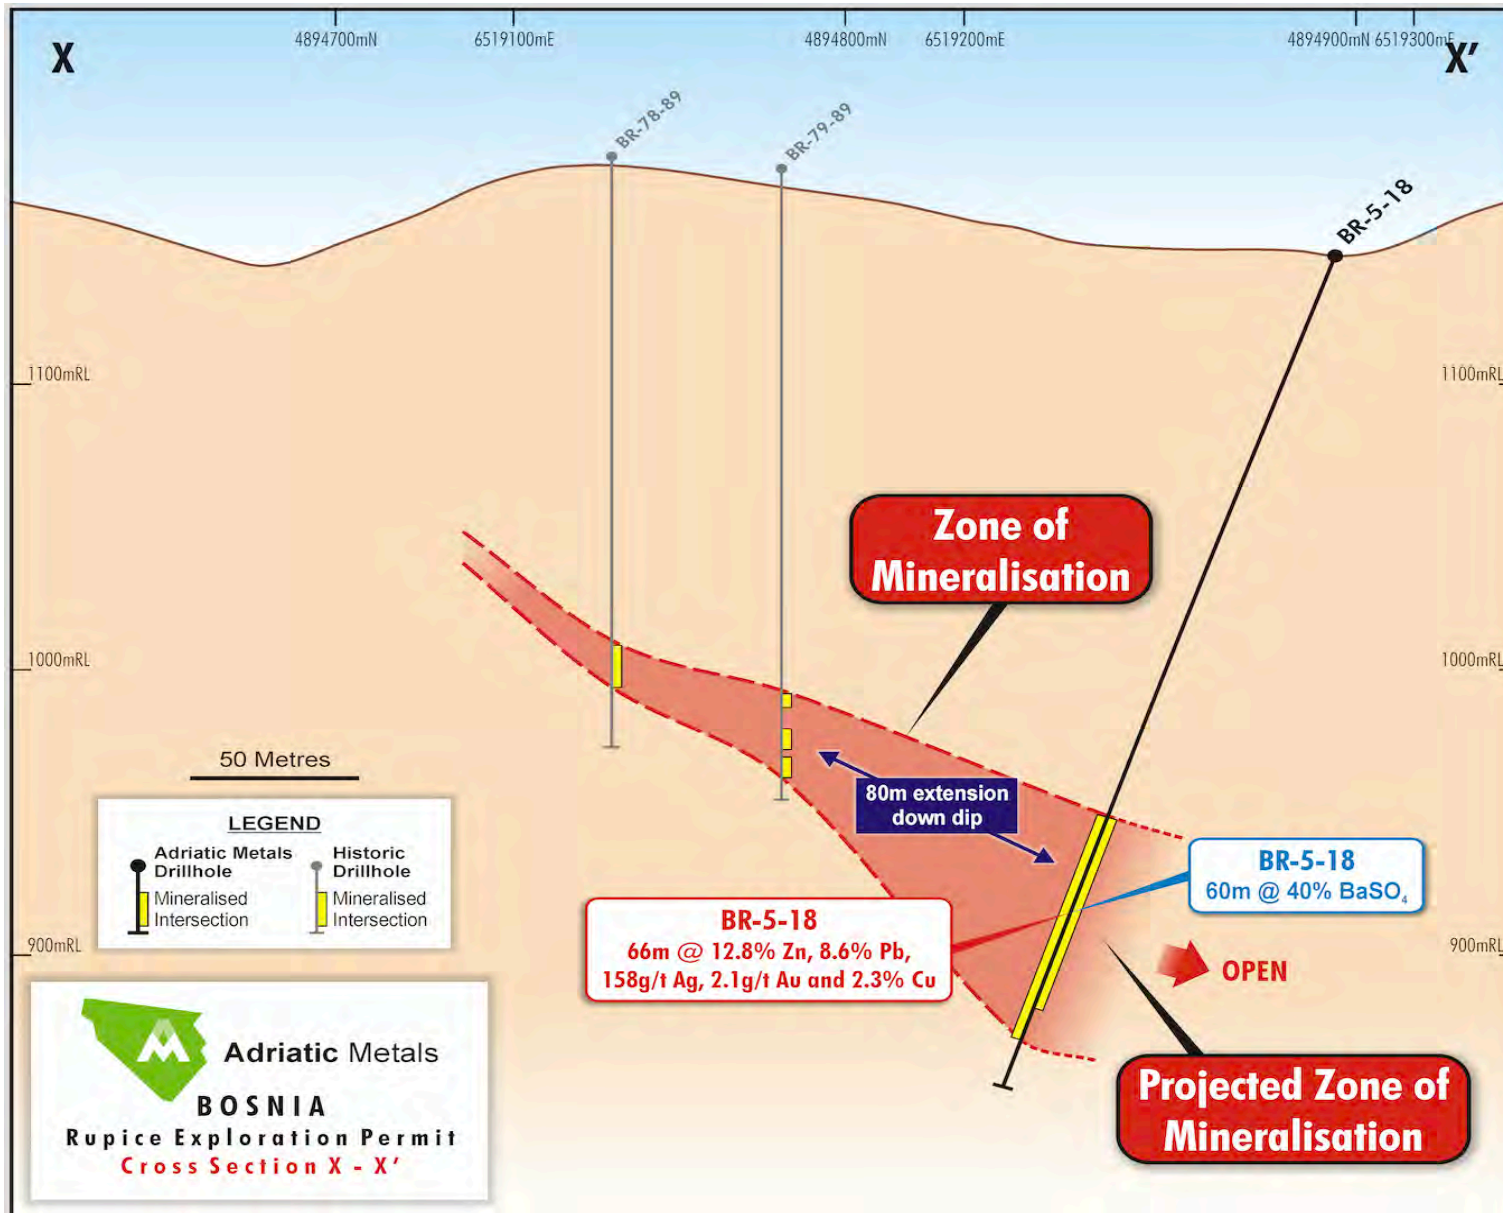 X
4894700mN
6519100mE
4894800mN
6519200mE
4894900mN
6519300mE
X'
BR-78-89
BR-79-89
BR-5-18
1100mRL
1100mRL
Zone of
Mineralisation
1000mRL
1000mRL
50 Metres
80m extension
down dip
LEGEND
Adriatic Metals
Drillhole
Mineralised
Intersection
Historic
Drillhole
Mineralised
Intersection
BR-5-18
60m @ 40% BaSO₄
BR-5-18
66m @ 12.8% Zn, 8.6% Pb,
158g/t Ag, 2.1g/t Au and 2.3% Cu
900mRL
900mRL
OPEN
Adriatic Metals
BOSNIA
Rupice Exploration Permit
Cross Section X - X'
Projected Zone of
Mineralisation